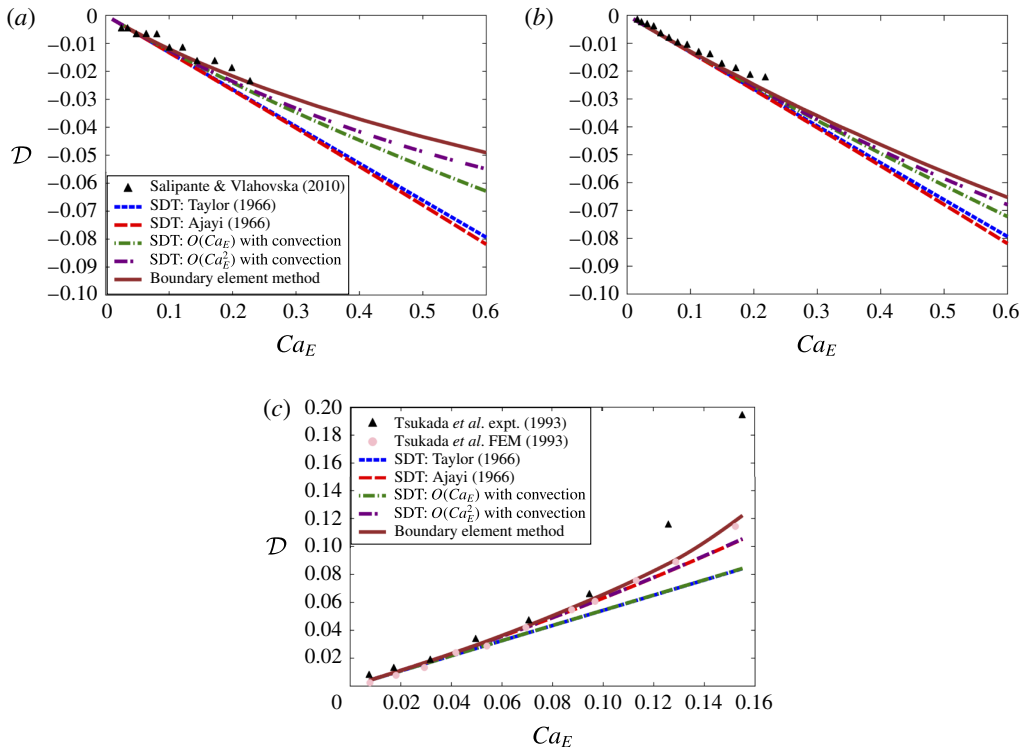 (a)
0
−0.01
−0.02
−0.03
−0.04
−0.05
−0.06
−0.07
−0.08
−0.09
−0.10
𝒟
Salipante & Vlahovska (2010)
SDT: Taylor (1966)
SDT: Ajayi (1966)
SDT: O(Ca_E) with convection
SDT: O(Ca_E^2) with convection
Boundary element method
0 0.1 0.2 0.3 0.4 0.5 0.6
Ca_E
(b)
0
−0.01
−0.02
−0.03
−0.04
−0.05
−0.06
−0.07
−0.08
−0.09
−0.10
0 0.1 0.2 0.3 0.4 0.5 0.6
Ca_E
(c)
0.20
0.18
0.16
0.14
0.12
0.10
0.08
0.06
0.04
0.02
𝒟
Tsukada et al. expt. (1993)
Tsukada et al. FEM (1993)
SDT: Taylor (1966)
SDT: Ajayi (1966)
SDT: O(Ca_E) with convection
SDT: O(Ca_E^2) with convection
Boundary element method
0 0.02 0.04 0.06 0.08 0.10 0.12 0.14 0.16
Ca_E